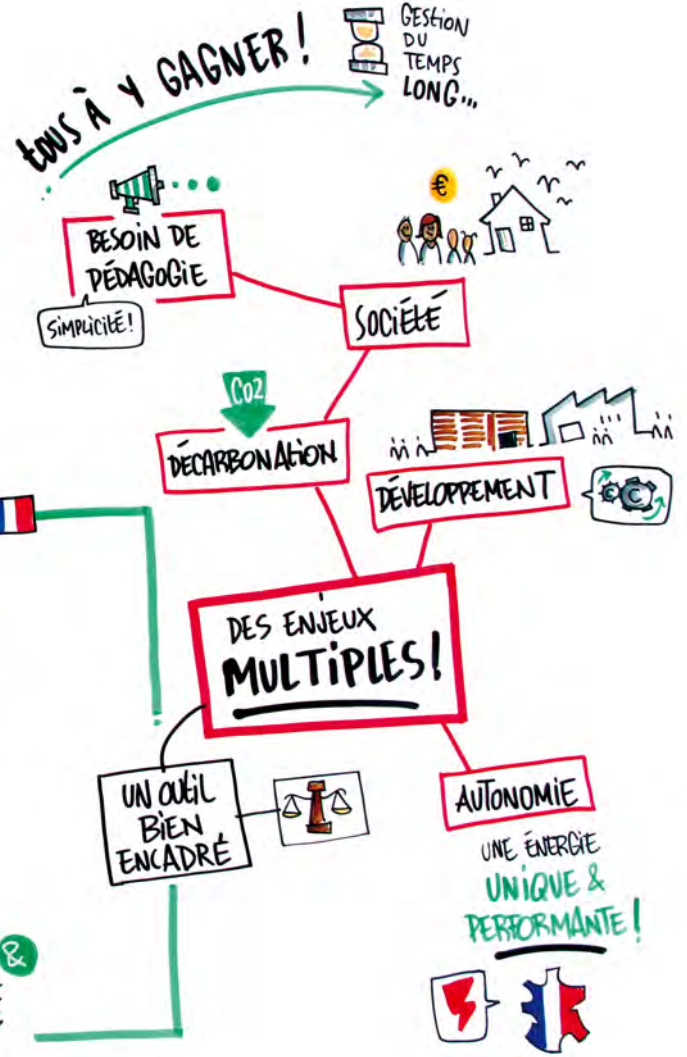 tous À Y GAGNER !
GESTION
DU
TEMPS
LONG...
BESOIN DE
PÉDAGOGIE
SIMPLICITÉ !
€
SOCIÉTÉ
CO2
DÉCARBONATION
DÉVELOPPEMENT
€ €
DES ENJEUX
MULTIPLES !
UN OUTIL
BIEN
ENCADRÉ
AUTONOMIE
UNE ÉNERGIE
UNIQUE &
PERFORMANTE !
&